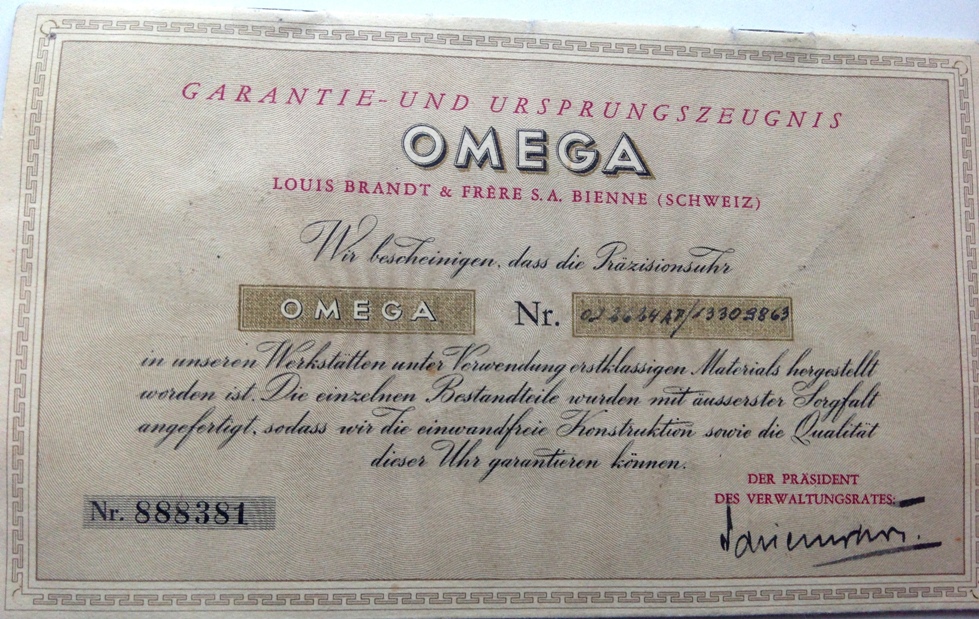 GARANTIE- UND URSPRUNGSZEUGNIS
OMEGA
LOUIS BRANDT & FRÈRE S.A. BIENNE (SCHWEIZ)
Wir bescheinigen, dass die Präzisionsuhr
OMEGA Nr. /13309863
in unseren Werkstätten unter Verwendung erstklassigen Materials hergestellt
worden ist. Die einzelnen Bestandteile wurden mit äusserster Sorgfalt
angefertigt, sodass wir die einwandfreie Konstruktion sowie die Qualität
dieser Uhr garantieren können.
DER PRÄSIDENT
DES VERWALTUNGSRATES:
Nr. 888381